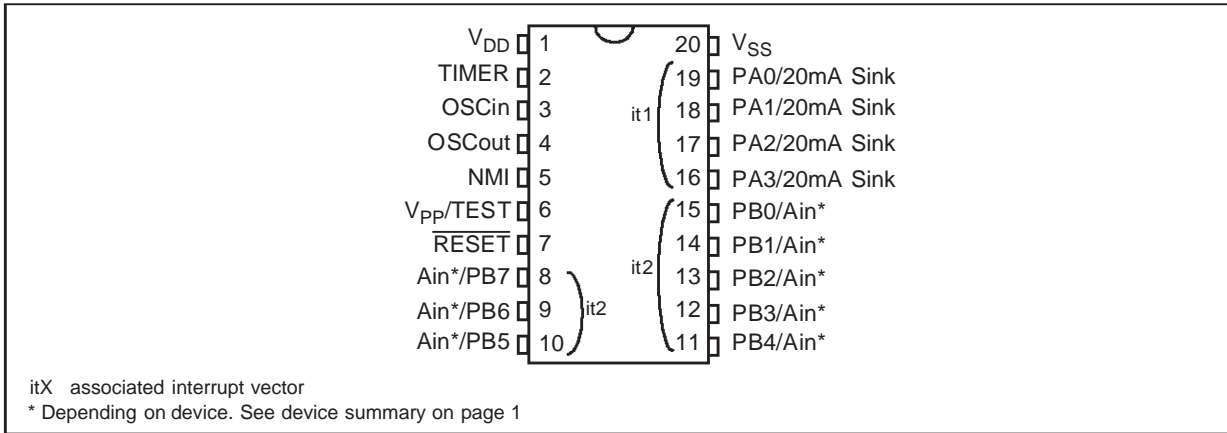 VDD 1 20 VSS
TIMER 2 19 PA0/20mA Sink
OSCin 3 it1 18 PA1/20mA Sink
OSCout 4 17 PA2/20mA Sink
NMI 5 16 PA3/20mA Sink
VPP/TEST 6 15 PB0/Ain*
RESET 7 14 PB1/Ain*
Ain*/PB7 8 it2 13 PB2/Ain*
Ain*/PB6 9 it2 12 PB3/Ain*
Ain*/PB5 10 11 PB4/Ain*
itX associated interrupt vector
* Depending on device. See device summary on page 1